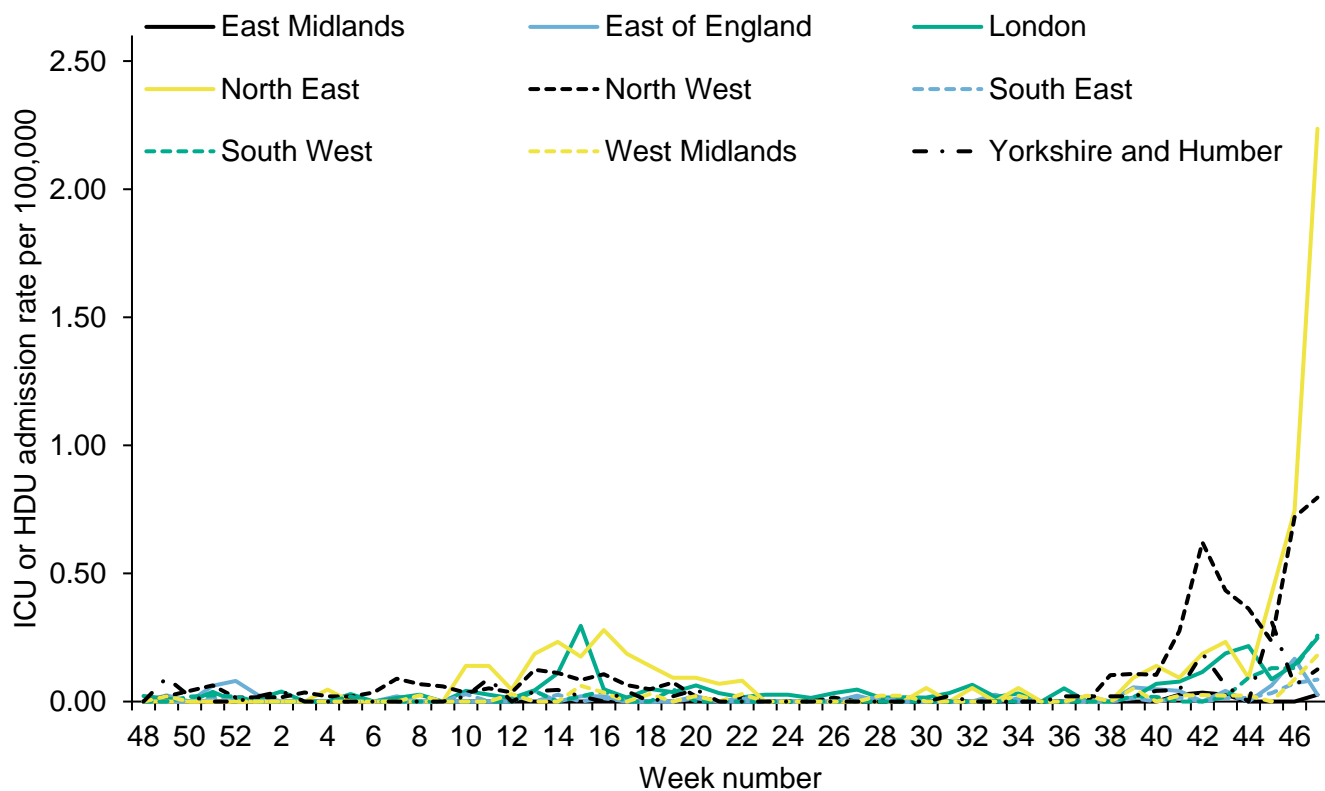 East Midlands East of England London
North East North West South East
South West West Midlands Yorkshire and Humber
ICU or HDU admission rate per 100,000
2.50
2.00
1.50
1.00
0.50
0.00
48 50 52 2 4 6 8 10 12 14 16 18 20 22 24 26 28 30 32 34 36 38 40 42 44 46
Week number